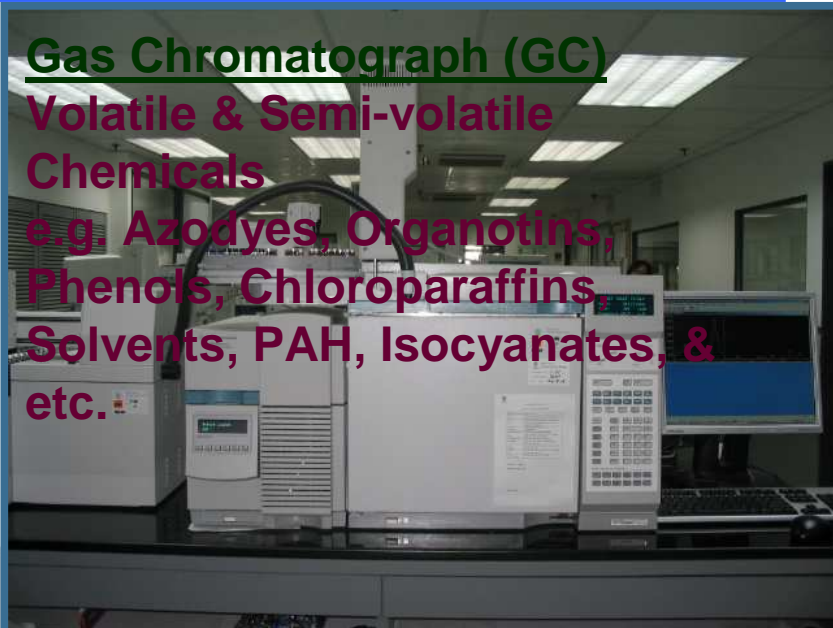 Gas Chromatograph (GC)
Volatile & Semi-volatile
Chemicals
e.g. Azodyes, Organotins,
Phenols, Chloroparaffins,
Solvents, PAH, Isocyanates, &
etc.